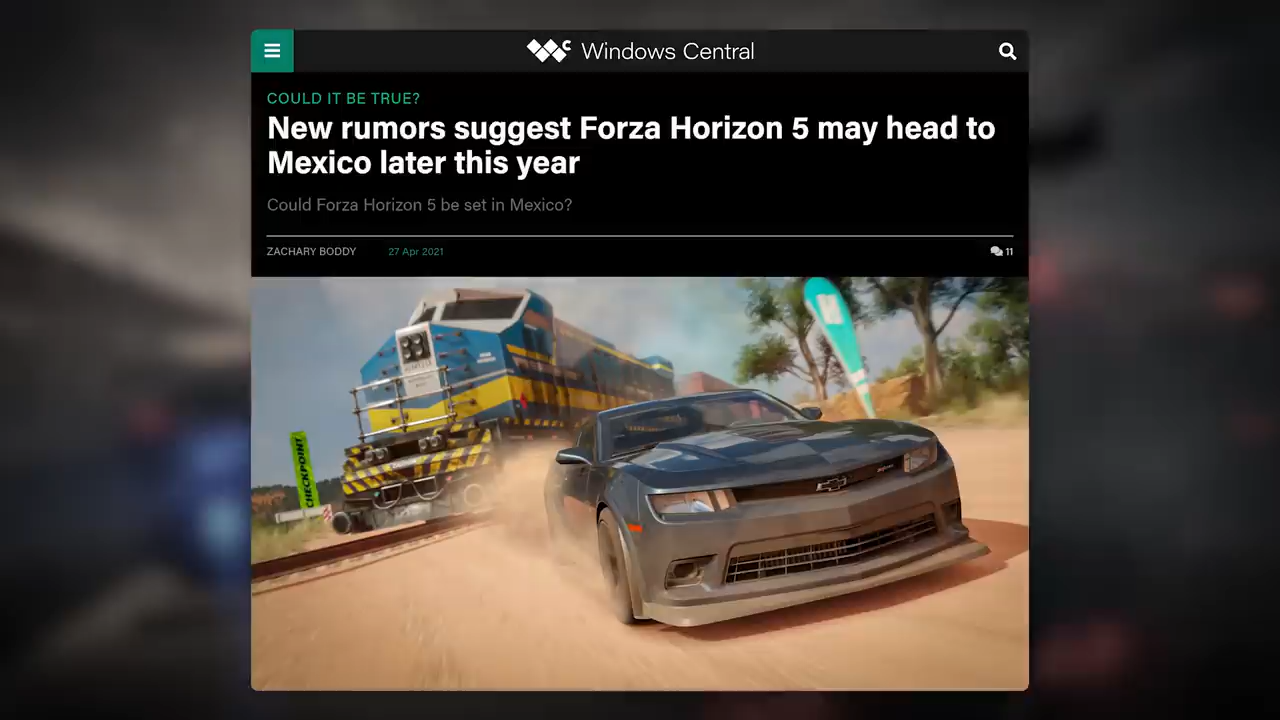 Windows Central
COULD IT BE TRUE?
New rumors suggest Forza Horizon 5 may head to
Mexico later this year
Could Forza Horizon 5 be set in Mexico?
ZACHARY BODDY 27 Apr 2021 11
CHECKPOINT